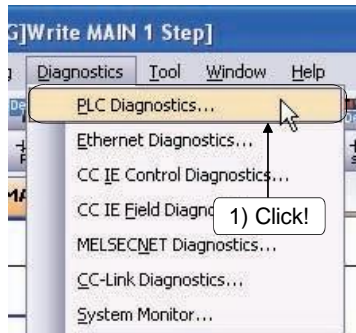 G]Write MAIN 1 Step]
Diagnostics Tool Window Help
PLC Diagnostics...
Ethernet Diagnostics...
CC IE Control Diagnostics...
CC IE Field
1) Click!
MELSECNET Diagnostics...
CC-Link Diagnostics...
System Monitor...